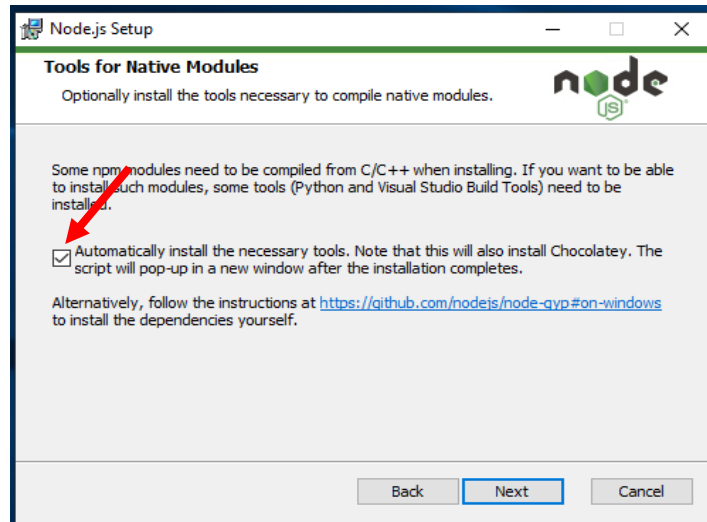 Node.js Setup
Tools for Native Modules
Optionally install the tools necessary to compile native modules.
node
JS
Some npm modules need to be compiled from C/C++ when installing. If you want to be able
to install such modules, some tools (Python and Visual Studio Build Tools) need to be
installed.
Automatically install the necessary tools. Note that this will also install Chocolatey. The
script will pop-up in a new window after the installation completes.
Alternatively, follow the instructions at https://github.com/nodejs/node-gyp#on-windows
to install the dependencies yourself.
Back Next Cancel